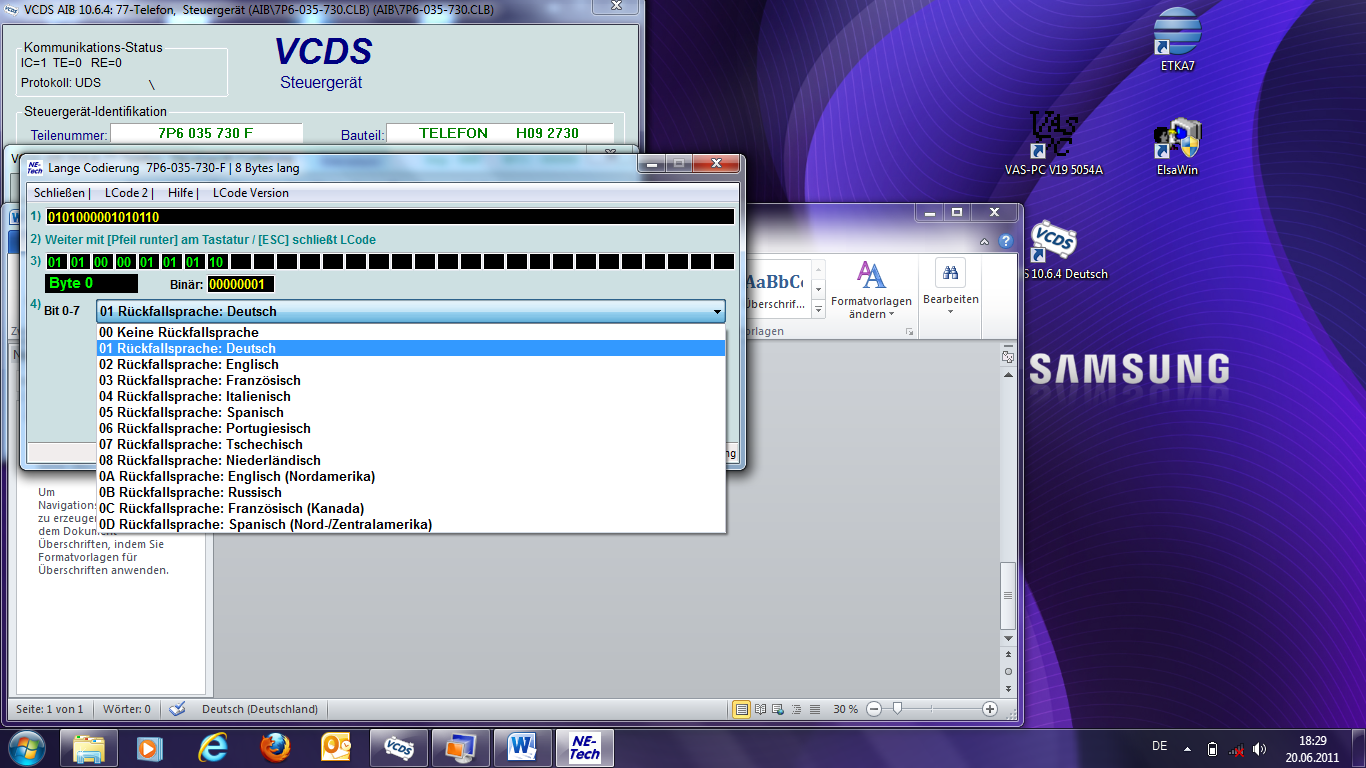 VCDS AIB 10.6.4: 77-Telefon,  Steuergerät (AIB\7P6-035-730.CLB) (AIB\7P6-035-730.CLB)
Kommunikations-Status
IC=1  TE=0   RE=0
Protokoll: UDS
\
VCDS
Steuergerät
Steuergerät-Identifikation
Teilenummer: 7P6 035 730 F
Bauteil: TELEFON       H09 2730
NE-Tech Lange Codierung  7P6-035-730-F | 8 Bytes lang
Schließen |
LCode 2 |
Hilfe |
LCode Version
1) 0101000001010110
2) Weiter mit [Pfeil runter] am Tastatur / [ESC] schließt LCode
3) 01 01 00 00 01 01 01 10
Byte 0
Binär: 00000001
4) Bit 0-7
01 Rückfallsprache: Deutsch
00 Keine Rückfallsprache
01 Rückfallsprache: Deutsch
02 Rückfallsprache: Englisch
03 Rückfallsprache: Französisch
04 Rückfallsprache: Italienisch
05 Rückfallsprache: Spanisch
06 Rückfallsprache: Portugiesisch
07 Rückfallsprache: Tschechisch
08 Rückfallsprache: Niederländisch
0A Rückfallsprache: Englisch (Nordamerika)
0B Rückfallsprache: Russisch
0C Rückfallsprache: Französisch (Kanada)
0D Rückfallsprache: Spanisch (Nord-/Zentralamerika)
Um
Navigations
zu erzeugen
dem Dokum
Überschriften, indem Sie
Formatvorlagen für
Überschriften anwenden.
AaBbCc
Überschrif...
Formatvorlagen
ändern
Bearbeiten
orlagen
Seite: 1 von 1
Wörter: 0
Deutsch (Deutschland)
30 %
ETKA7
VAS-PC V19 5054A
ElsaWin
VCDS
S 10.6.4 Deutsch
SAMSUNG
VCDS
NE-
Tech
DE
18:29
20.06.2011